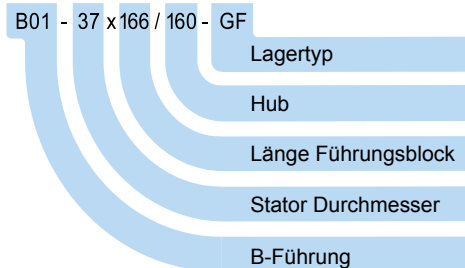 B01 - 37 x 166 / 160 - GF
Lagertyp
Hub
Länge Führungsblock
Stator Durchmesser
B-Führung